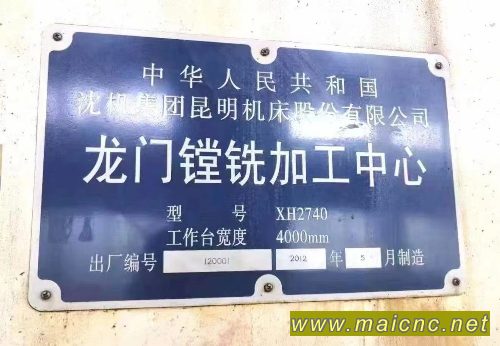 中华人民共和国
沈机集团昆明机床股份有限公司
龙门镗铣加工中心
型 号 XH2740
工作台宽度 4000mm
出厂编号 120001 2012 年 5 月制造
www.maicnc.net